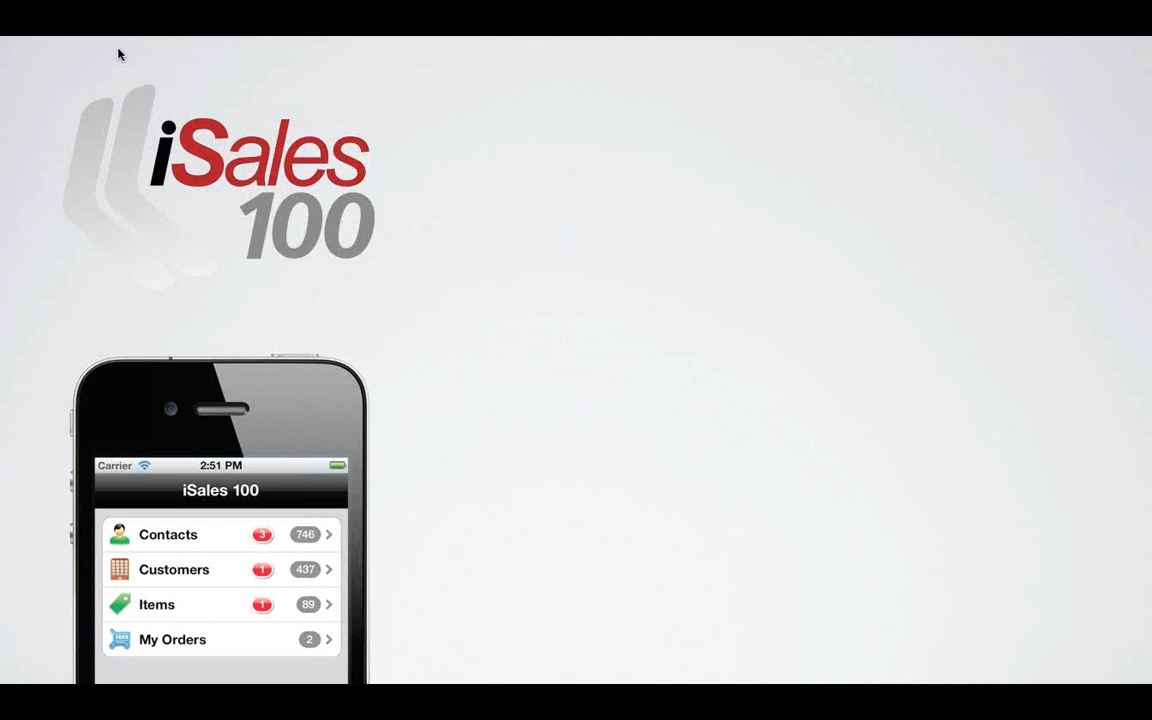 iSales
100
Carrier 2:51 PM
iSales 100
Contacts 3 746
Customers 1 437
Items 1 89
My Orders 2